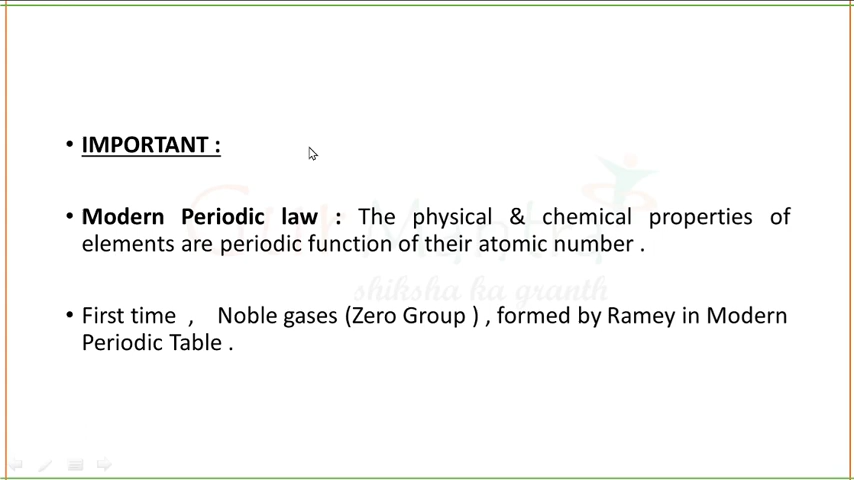 • IMPORTANT :
• Modern Periodic law : The physical & chemical properties of
elements are periodic function of their atomic number .
shiksha ka granth
• First time , Noble gases (Zero Group ) , formed by Ramey in Modern
Periodic Table .